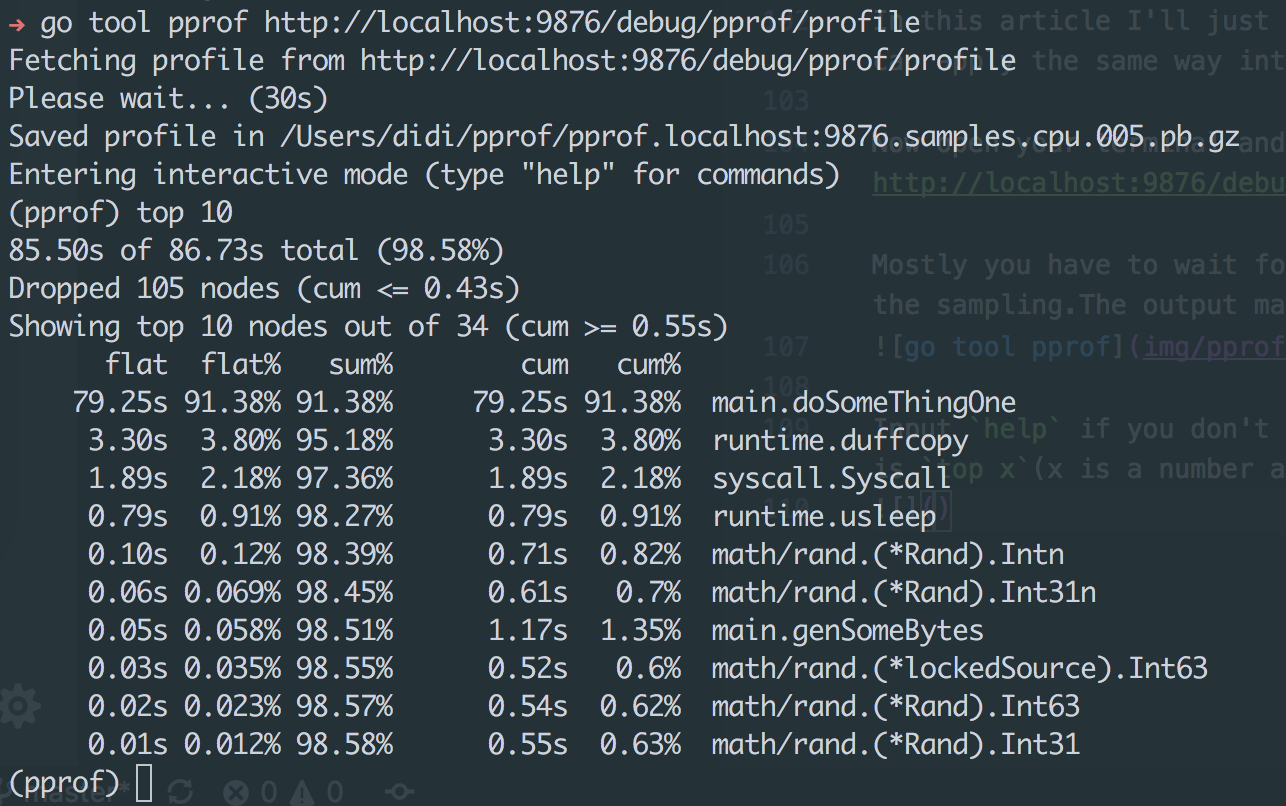 → go tool pprof http://localhost:9876/debug/pprof/profile
Fetching profile from http://localhost:9876/debug/pprof/profile
Please wait... (30s)
Saved profile in /Users/didi/pprof/pprof.localhost:9876.samples.cpu.005.pb.gz
Entering interactive mode (type "help" for commands)
(pprof) top 10
85.50s of 86.73s total (98.58%)
Dropped 105 nodes (cum <= 0.43s)
Showing top 10 nodes out of 34 (cum >= 0.55s)
flat flat% sum% cum cum%
79.25s 91.38% 91.38% 79.25s 91.38% main.doSomeThingOne
3.30s 3.80% 95.18% 3.30s 3.80% runtime.duffcopy
1.89s 2.18% 97.36% 1.89s 2.18% syscall.Syscall
0.79s 0.91% 98.27% 0.79s 0.91% runtime.usleep
0.10s 0.12% 98.39% 0.71s 0.82% math/rand.(*Rand).Intn
0.06s 0.069% 98.45% 0.61s 0.7% math/rand.(*Rand).Int31n
0.05s 0.058% 98.51% 1.17s 1.35% main.genSomeBytes
0.03s 0.035% 98.55% 0.52s 0.6% math/rand.(*lockedSource).Int63
0.02s 0.023% 98.57% 0.54s 0.62% math/rand.(*Rand).Int63
0.01s 0.012% 98.58% 0.55s 0.63% math/rand.(*Rand).Int31
(pprof)
this article I'll just
apply the same way
103
open your terminal and
http://localhost:9876/debu
105
106 Mostly you have to wait fo
the sampling.The output ma
107 ![go tool pprof](img/pprof
108
109 Input `help` if you don't
is `top x`(x is a number a
110 ![]()
master* 0 0